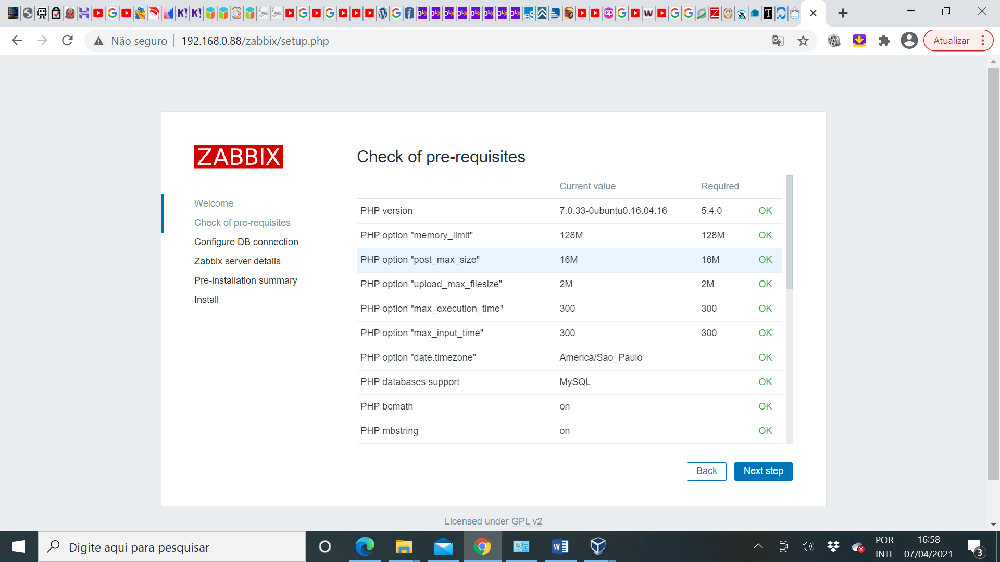 Não seguro
192.168.0.88/zabbix/setup.php
Atualizar
ZABBIX
Welcome
Check of pre-requisites
Configure DB connection
Zabbix server details
Pre-installation summary
Install
Check of pre-requisites
Current value Required
PHP version 7.0.33-0ubuntu0.16.04.16 5.4.0 OK
PHP option "memory_limit" 128M 128M OK
PHP option "post_max_size" 16M 16M OK
PHP option "upload_max_filesize" 2M 2M OK
PHP option "max_execution_time" 300 300 OK
PHP option "max_input_time" 300 300 OK
PHP option "date.timezone" America/Sao_Paulo OK
PHP databases support MySQL OK
PHP bcmath on OK
PHP mbstring on OK
Back Next step
Licensed under GPL v2
Digite aqui para pesquisar
POR
INTL
16:58
07/04/2021
3